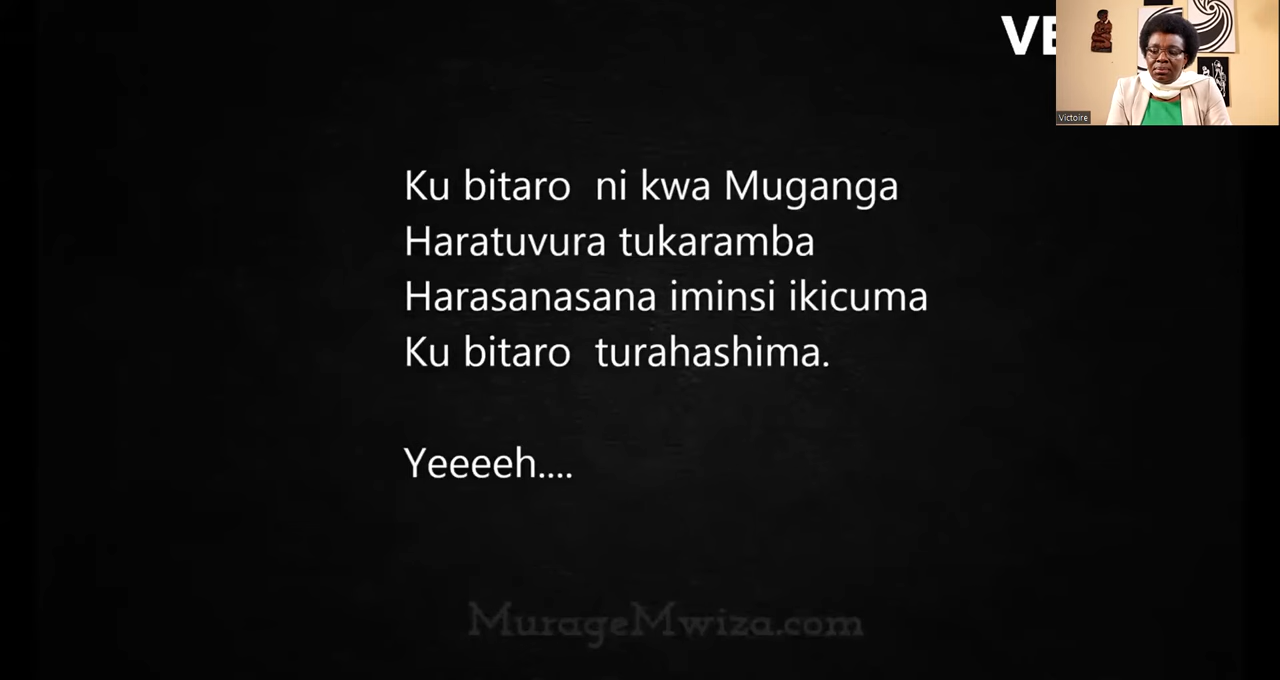 Ku bitaro ni kwa Muganga
Haratuvura tukaramba
Harasanasana iminsi ikicuma
Ku bitaro turahashima.
Yeeeeh....
MurageMwiza.com
Victoire